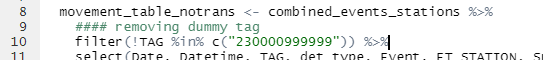 8 movement_table_notrans <- combined_events_stations %>%
9 #### removing dummy tag
10 filter(!TAG %in% c("230000999999")) %>%
11 select(Date, Datetime, TAG, det_type, Event, ET_STATION,